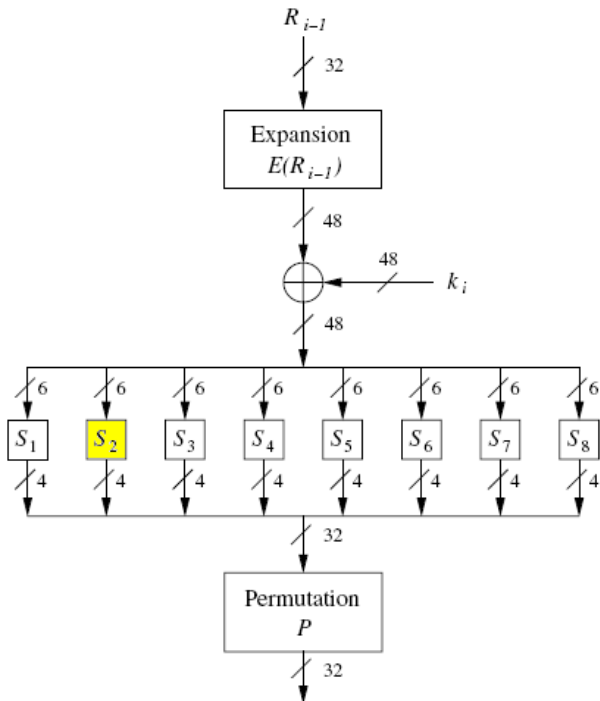 R i−1
32
Expansion
E(R i−1)
48
48
k i
48
6 6 6 6 6 6 6 6
S1 S2 S3 S4 S5 S6 S7 S8
4 4 4 4 4 4 4 4
32
Permutation
P
32